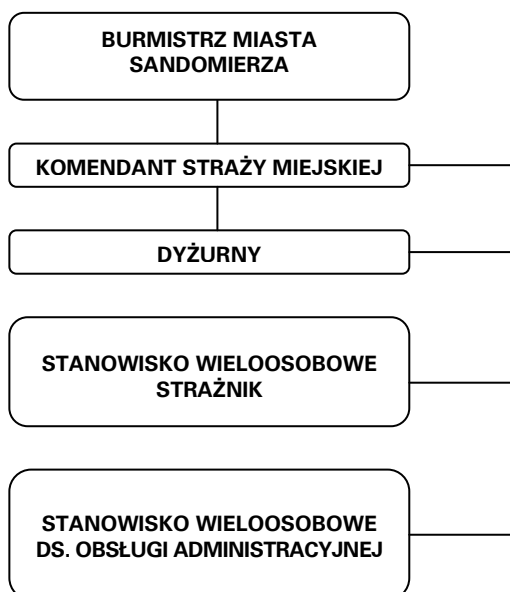 BURMISTRZ MIASTA
SANDOMIERZA
KOMENDANT STRAŻY MIEJSKIEJ
DYŻURNY
STANOWISKO WIELOOSOBOWE
STRAŻNIK
STANOWISKO WIELOOSOBOWE
DS. OBSŁUGI ADMINISTRACYJNEJ